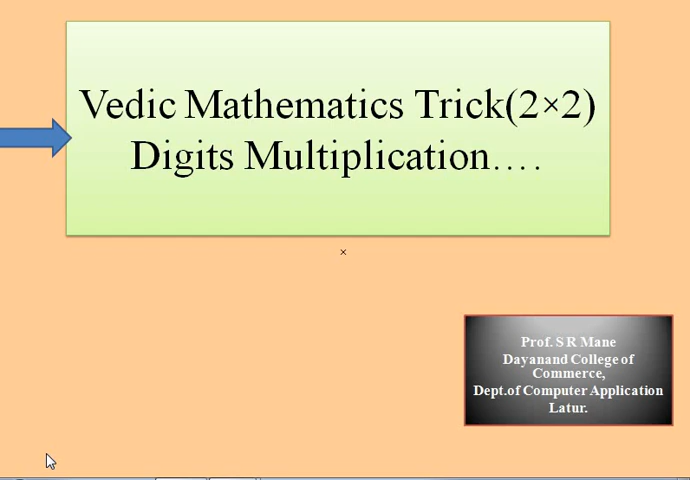 Vedic Mathematics Trick(2×2)
Digits Multiplication....
×
Prof. S R Mane
Dayanand College of
Commerce,
Dept.of Computer Application
Latur.